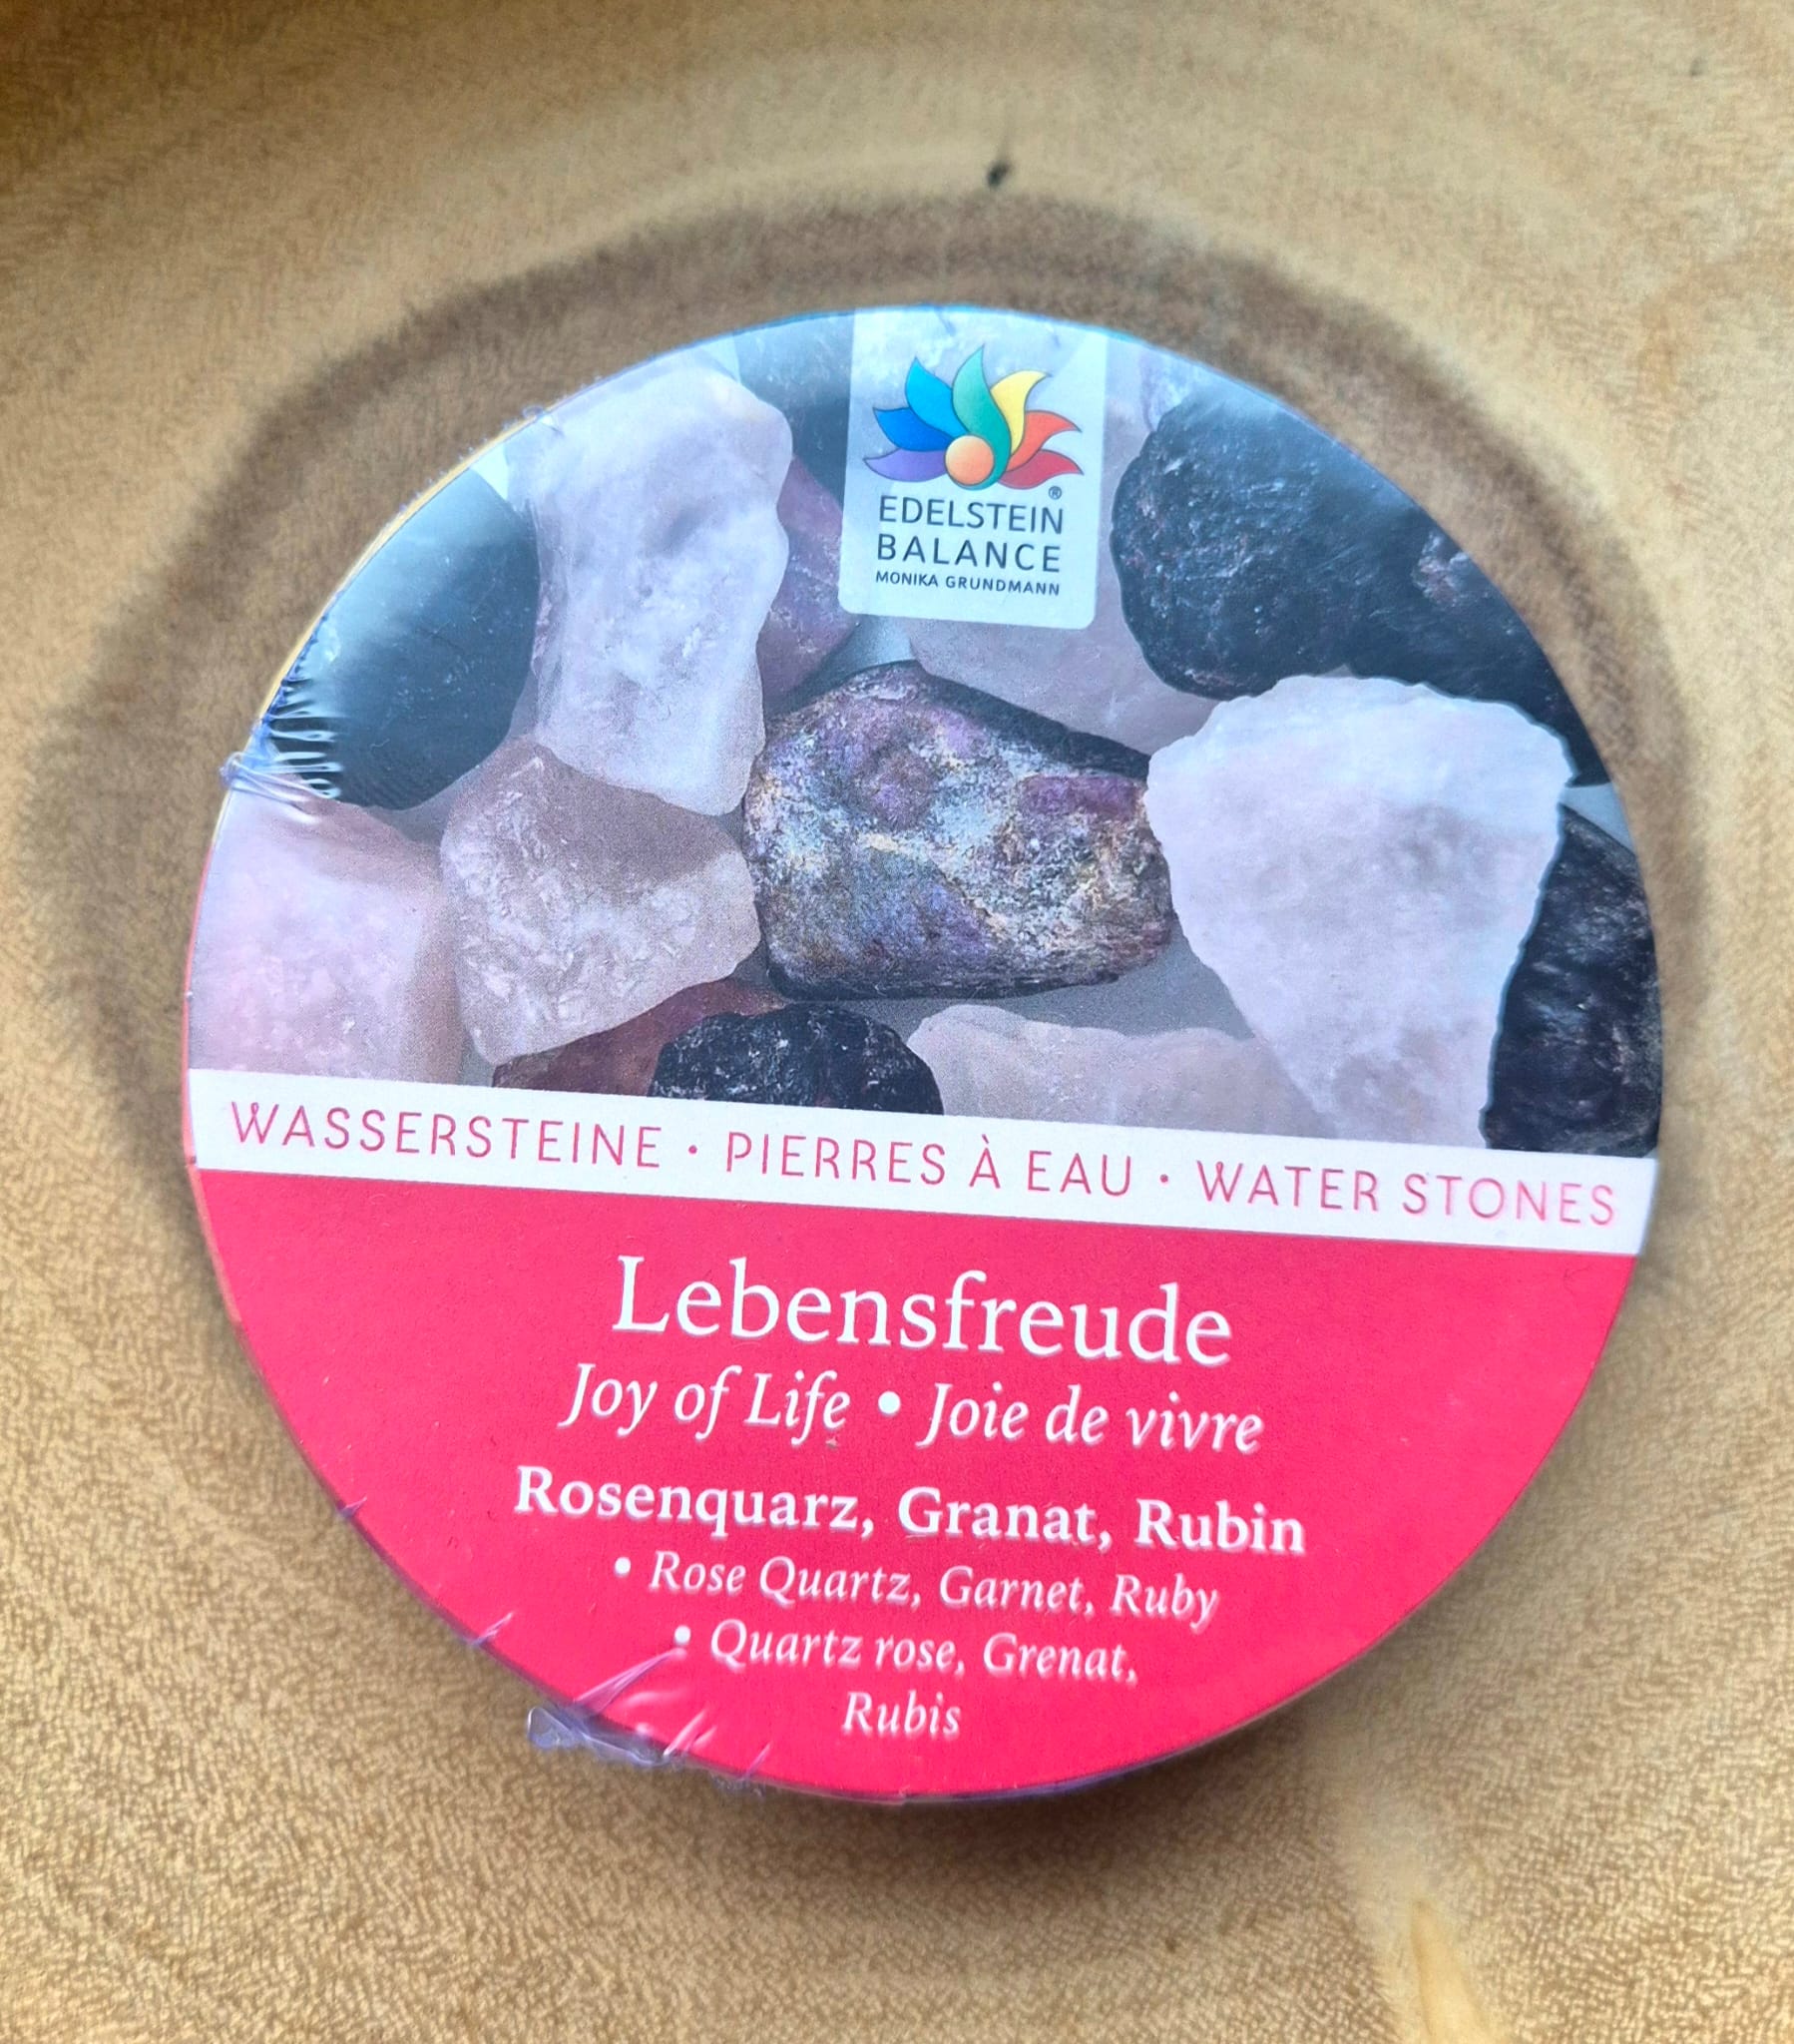 ®
EDELSTEIN
BALANCE
MONIKA GRUNDMANN
WASSERSTEINE · PIERRES À EAU · WATER STONES
Lebensfreude
Joy of Life • Joie de vivre
Rosenquarz, Granat, Rubin
• Rose Quartz, Garnet, Ruby
• Quartz rose, Grenat,
Rubis